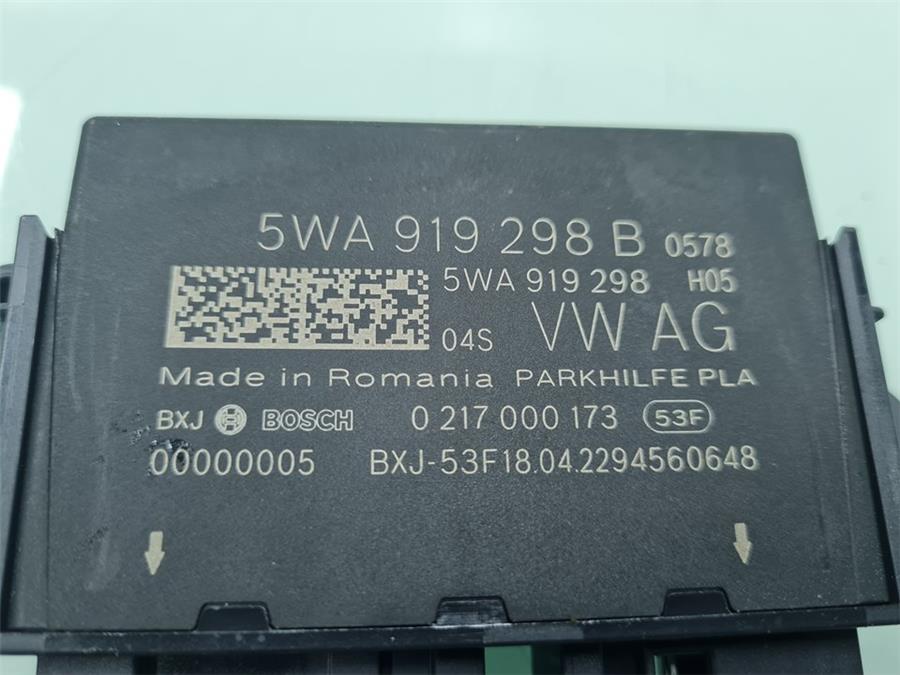 5WA 919 298 B 0578
5WA 919 298 H05
04S VW AG
Made in Romania PARKHILFE PLA
BXJ BOSCH 0 217 000 173 53F
00000005 BXJ-53F18.04.2294560648